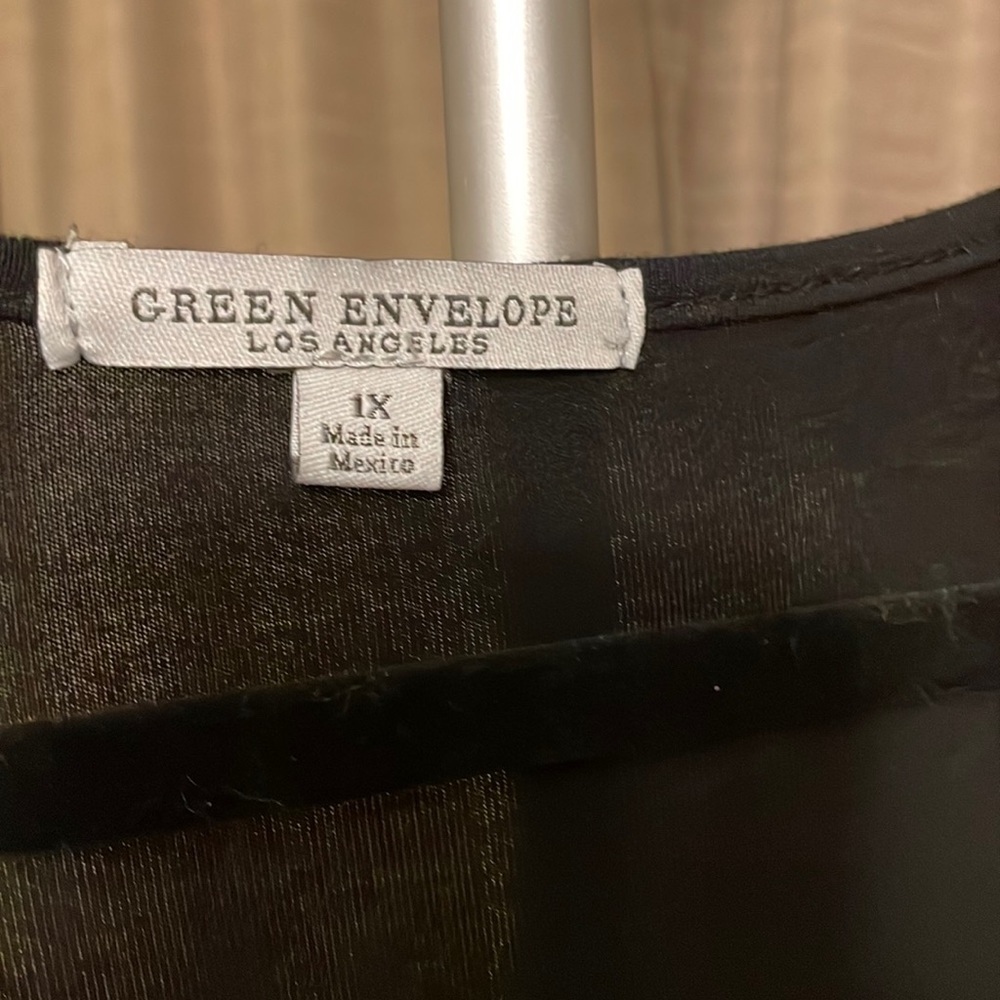 GREEN ENVELOPE
LOS ANGELES
1X
Made in
Mexico